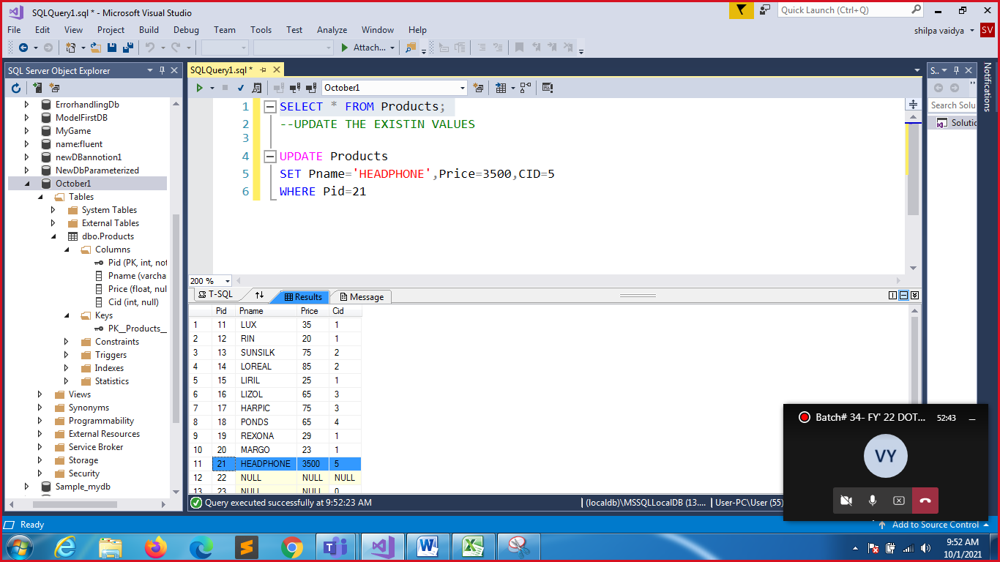 SQLQuery1.sql * - Microsoft Visual Studio
Quick Launch (Ctrl+Q)
File Edit View Project Build Debug Team Tools Test Analyze Window Help
shilpa vaidya SV
Attach...
SQL Server Object Explorer
SQLQuery1.sql *
S..
Notifications
October1
Search Solu
Solutic
ErrorhandlingDb
ModelFirstDB
MyGame
name:fluent
newDBannotion1
NewDbParameterized
October1
Tables
System Tables
External Tables
dbo.Products
Columns
Pid (PK, int, not
Pname (varcha
Price (float, nul
Cid (int, null)
Keys
PK__Products__
Constraints
Triggers
Indexes
Statistics
Views
Synonyms
Programmability
External Resources
Service Broker
Storage
Security
Sample_mydb
1 SELECT * FROM Products;
2 --UPDATE THE EXISTIN VALUES
3
4 UPDATE Products
5 SET Pname='HEADPHONE',Price=3500,CID=5
6 WHERE Pid=21
200 %
T-SQL Results Message
Pid Pname Price Cid
1 11 LUX 35 1
2 12 RIN 20 1
3 13 SUNSILK 75 2
4 14 LOREAL 85 2
5 15 LIRIL 25 1
6 16 LIZOL 65 3
7 17 HARPIC 75 3
8 18 PONDS 65 4
9 19 REXONA 29 1
10 20 MARGO 23 1
11 21 HEADPHONE 3500 5
12 22 NULL NULL NULL
13 23 NULL NULL 0
Query executed successfully at 9:52:23 AM
(localdb)\MSSQLLocalDB (13.... User-PC\User (55)
Batch# 34- FY' 22 DOT... 52:43
VY
Ready
Add to Source Control
9:52 AM
10/1/2021